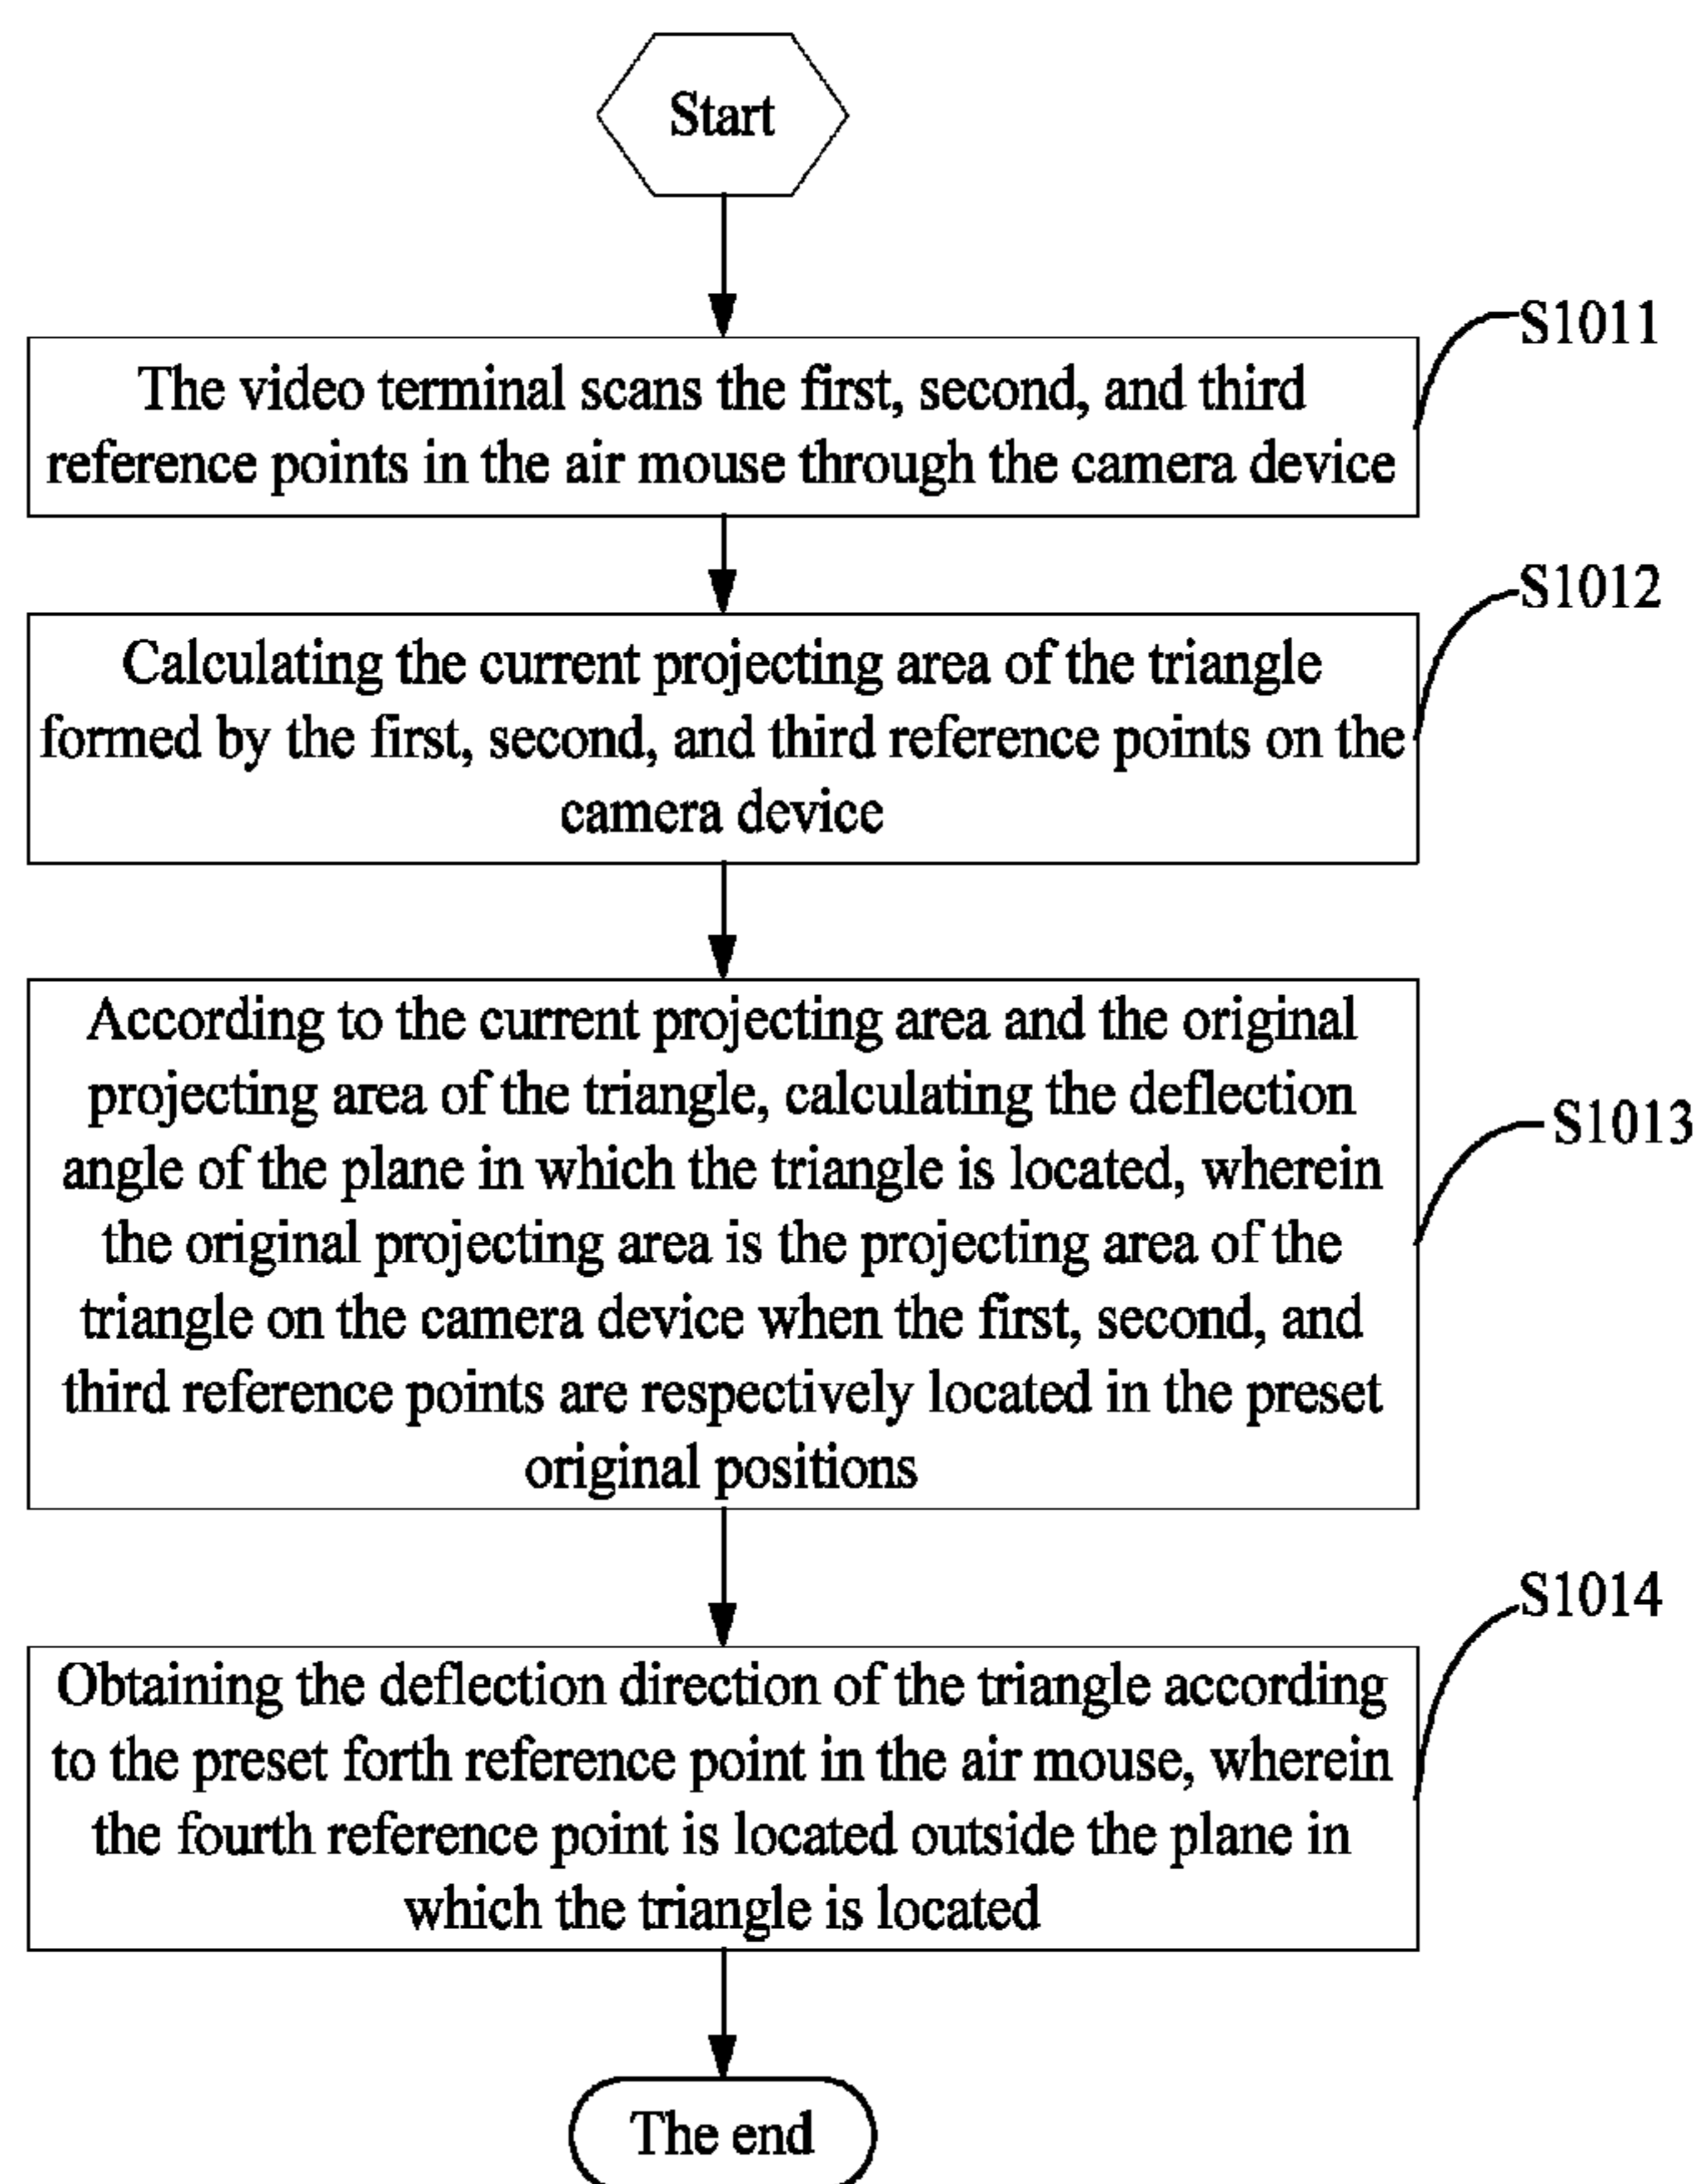 Start
S1011
The video terminal scans the first, second, and third
reference points in the air mouse through the camera device
S1012
Calculating the current projecting area of the triangle
formed by the first, second, and third reference points on the
camera device
According to the current projecting area and the original
projecting area of the triangle, calculating the deflection
angle of the plane in which the triangle is located, wherein
the original projecting area is the projecting area of the
triangle on the camera device when the first, second, and
third reference points are respectively located in the preset
original positions
S1013
S1014
Obtaining the deflection direction of the triangle according
to the preset forth reference point in the air mouse, wherein
the fourth reference point is located outside the plane in
which the triangle is located
The end